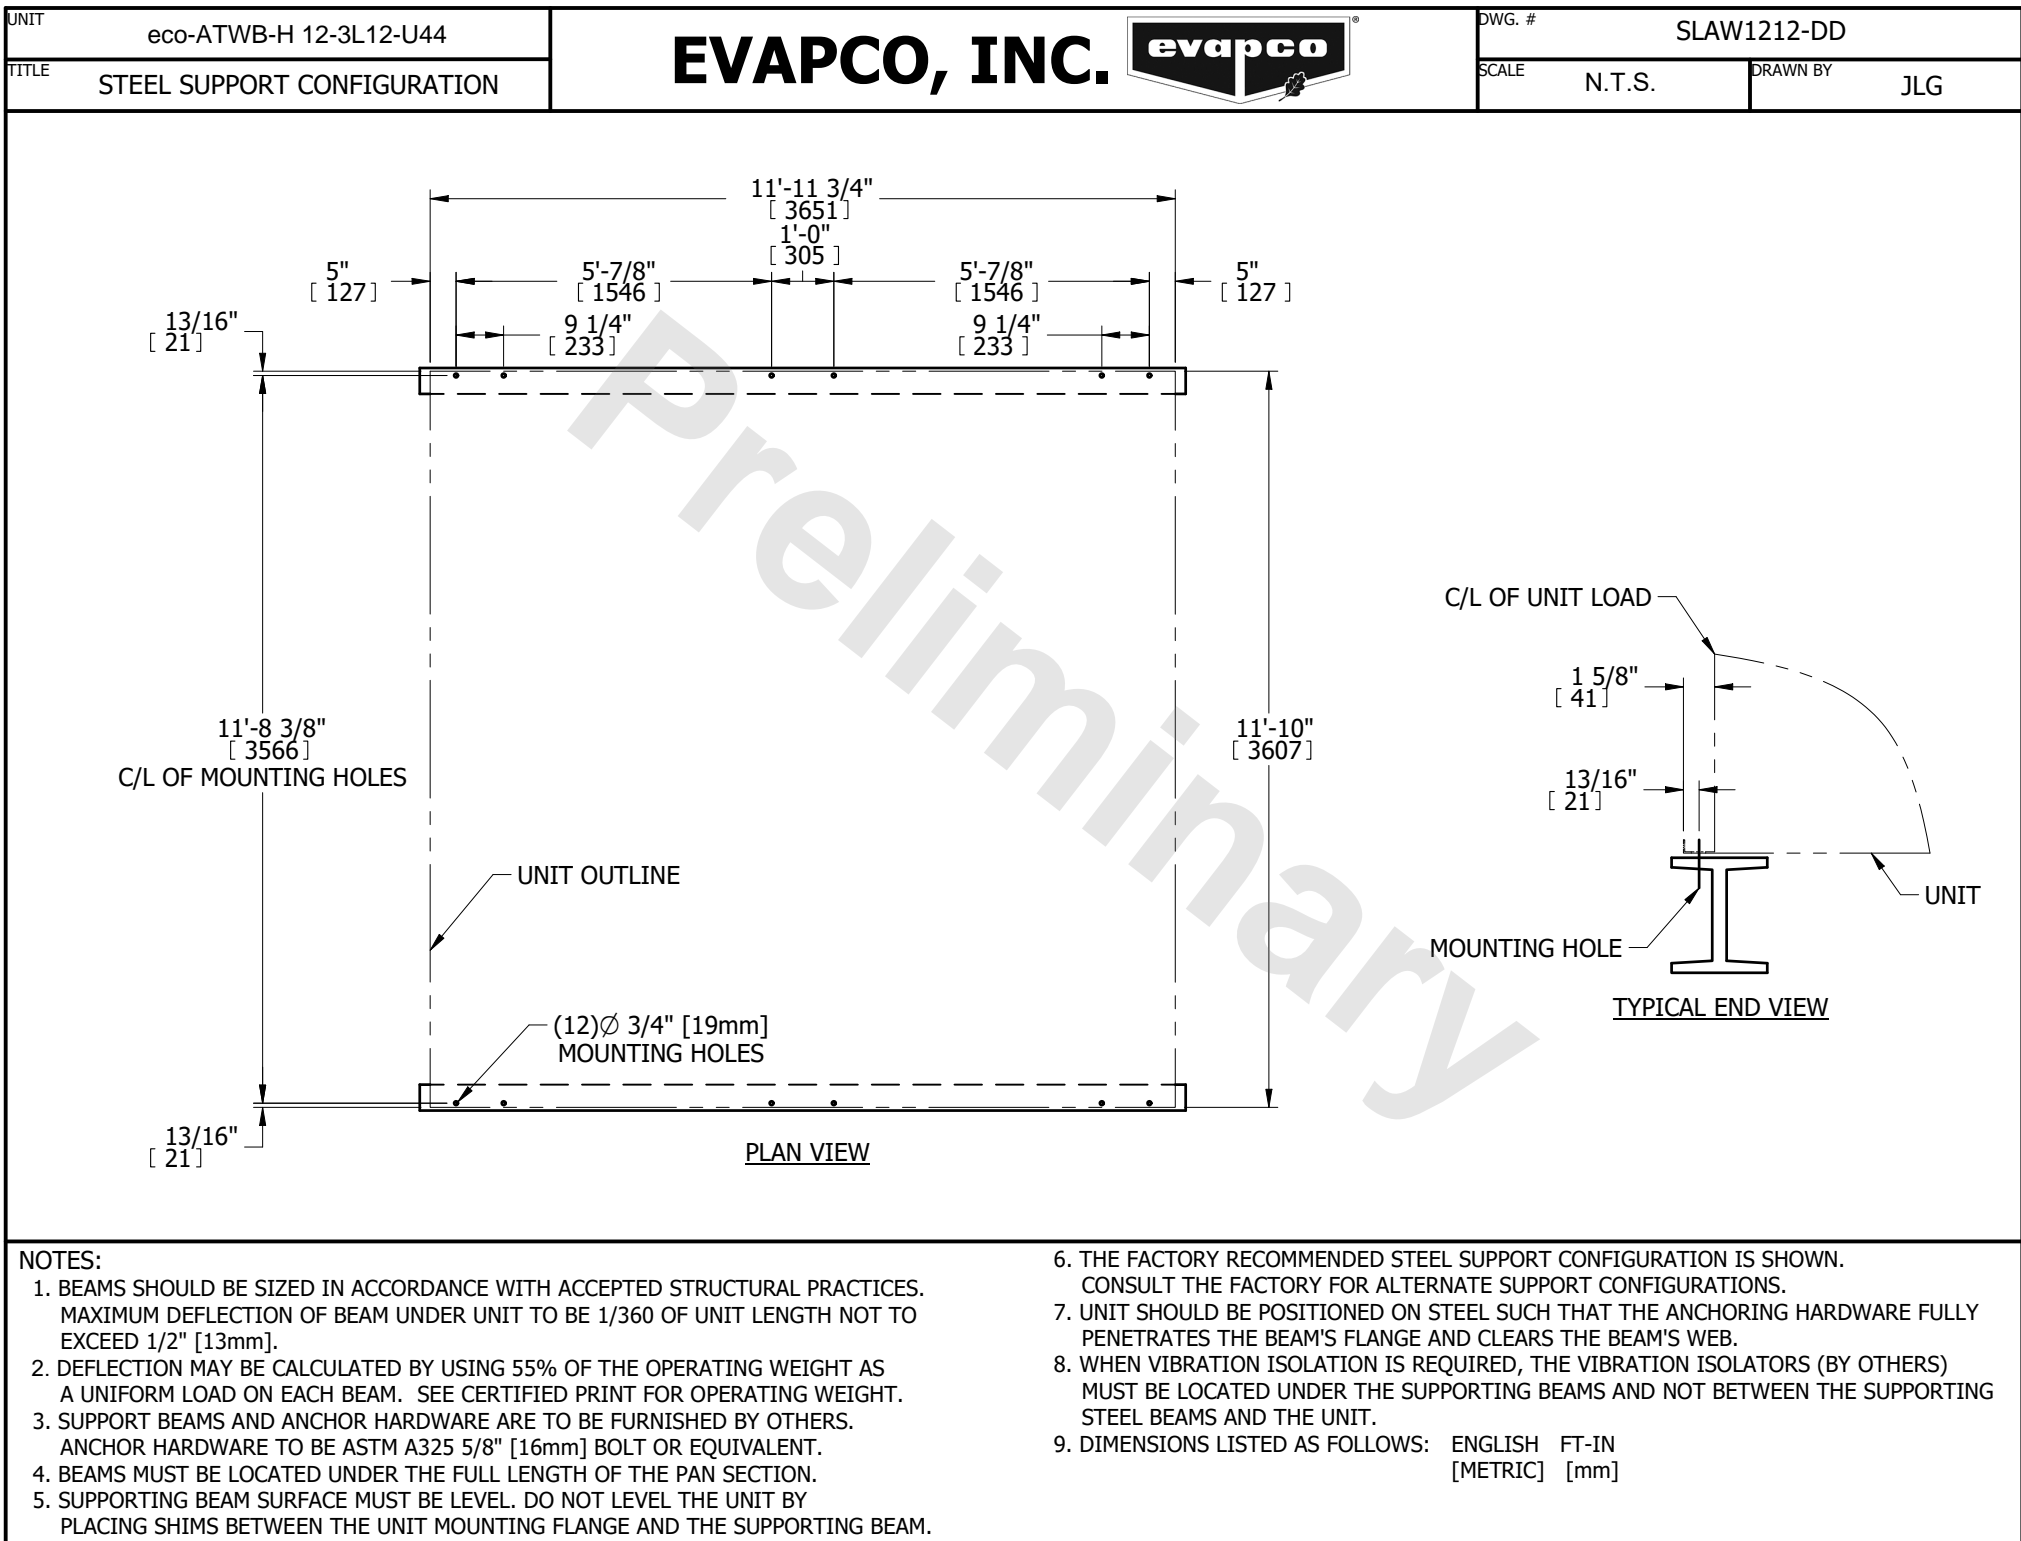 UNIT
eco-ATWB-H 12-3L12-U44
TITLE
STEEL SUPPORT CONFIGURATION
EVAPCO, INC.
evapco
®
DWG. #
SLAW1212-DD
SCALE
N.T.S.
DRAWN BY
JLG
11'-11 3/4"
[ 3651]
1'-0"
[ 305 ]
5"
[ 127]
5'-7/8"
[ 1546 ]
5'-7/8"
[ 1546 ]
5"
[ 127 ]
13/16"
[ 21]
9 1/4"
[ 233]
9 1/4"
[ 233 ]
11'-8 3/8"
[ 3566]
C/L OF MOUNTING HOLES
11'-10"
[ 3607]
UNIT OUTLINE
(12)∅ 3/4" [19mm]
MOUNTING HOLES
13/16"
[ 21]
PLAN VIEW
C/L OF UNIT LOAD
1 5/8"
[ 41]
13/16"
[ 21]
UNIT
MOUNTING HOLE
TYPICAL END VIEW
Preliminary
NOTES:
1. BEAMS SHOULD BE SIZED IN ACCORDANCE WITH ACCEPTED STRUCTURAL PRACTICES.
MAXIMUM DEFLECTION OF BEAM UNDER UNIT TO BE 1/360 OF UNIT LENGTH NOT TO
EXCEED 1/2" [13mm].
2. DEFLECTION MAY BE CALCULATED BY USING 55% OF THE OPERATING WEIGHT AS
A UNIFORM LOAD ON EACH BEAM. SEE CERTIFIED PRINT FOR OPERATING WEIGHT.
3. SUPPORT BEAMS AND ANCHOR HARDWARE ARE TO BE FURNISHED BY OTHERS.
ANCHOR HARDWARE TO BE ASTM A325 5/8" [16mm] BOLT OR EQUIVALENT.
4. BEAMS MUST BE LOCATED UNDER THE FULL LENGTH OF THE PAN SECTION.
5. SUPPORTING BEAM SURFACE MUST BE LEVEL. DO NOT LEVEL THE UNIT BY
PLACING SHIMS BETWEEN THE UNIT MOUNTING FLANGE AND THE SUPPORTING BEAM.
6. THE FACTORY RECOMMENDED STEEL SUPPORT CONFIGURATION IS SHOWN.
CONSULT THE FACTORY FOR ALTERNATE SUPPORT CONFIGURATIONS.
7. UNIT SHOULD BE POSITIONED ON STEEL SUCH THAT THE ANCHORING HARDWARE FULLY
PENETRATES THE BEAM'S FLANGE AND CLEARS THE BEAM'S WEB.
8. WHEN VIBRATION ISOLATION IS REQUIRED, THE VIBRATION ISOLATORS (BY OTHERS)
MUST BE LOCATED UNDER THE SUPPORTING BEAMS AND NOT BETWEEN THE SUPPORTING
STEEL BEAMS AND THE UNIT.
9. DIMENSIONS LISTED AS FOLLOWS: ENGLISH FT-IN
[METRIC] [mm]